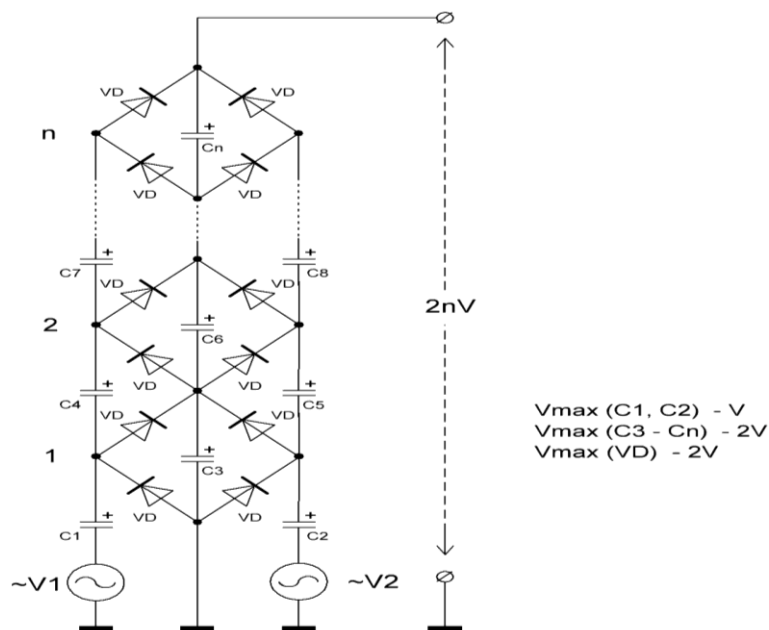 VD
VD
n
+
Cn
VD
VD
+
+
C7
VD
VD
C8
2
+
2nV
C6
VD
VD
+
+
C4
VD
VD
C5
Vmax (C1, C2) - V
Vmax (C3 - Cn) - 2V
Vmax (VD) - 2V
1
+
C3
VD
VD
+
+
C1
C2
~V1
~V2